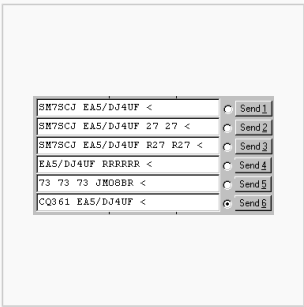 SM7SCJ EA5/DJ4UF < Send 1
SM7SCJ EA5/DJ4UF 27 27 < Send 2
SM7SCJ EA5/DJ4UF R27 R27 < Send 3
EA5/DJ4UF RRRRRR < Send 4
73 73 73 JM08BR < Send 5
CQ361 EA5/DJ4UF < Send 6